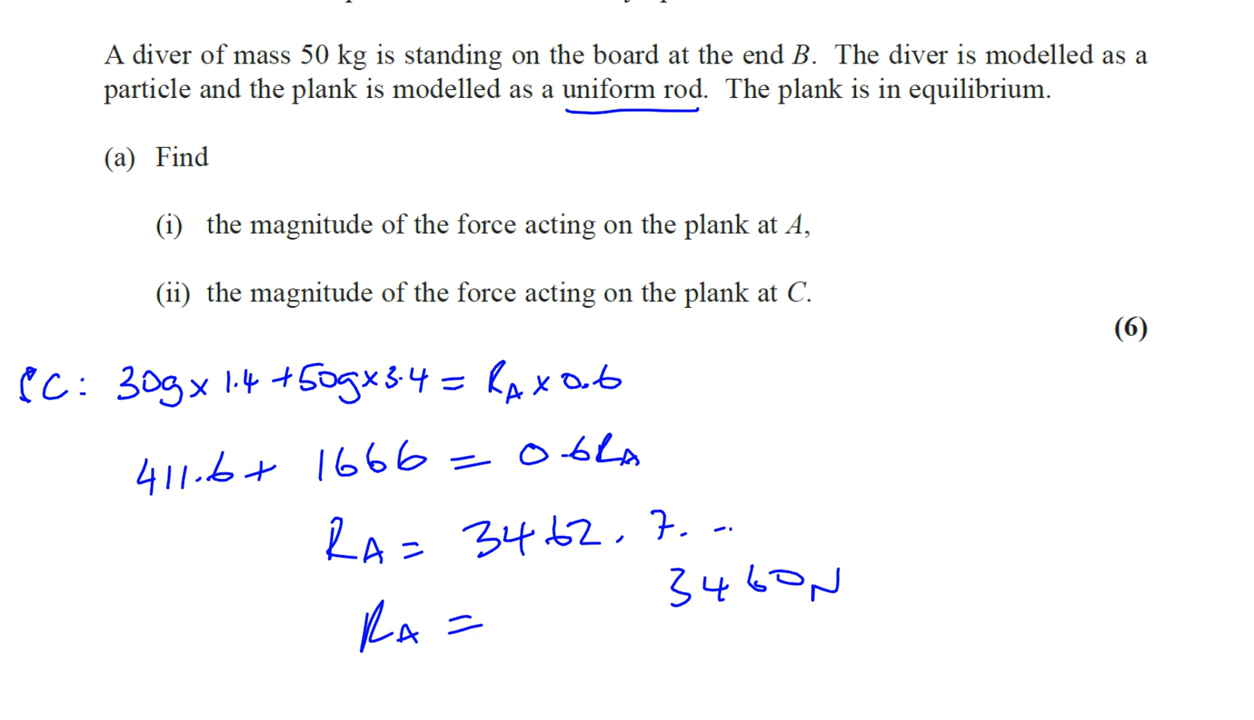 A diver of mass 50 kg is standing on the board at the end B. The diver is modelled as a
particle and the plank is modelled as a uniform rod. The plank is in equilibrium.
(a) Find
(i) the magnitude of the force acting on the plank at A,
(ii) the magnitude of the force acting on the plank at C.
(6)
C: 30g x 1.4 + 50g x 3.4 = RA x 0.6
411.6 + 1666 = 0.6RA
RA = 3462.7...
3460N
RA =